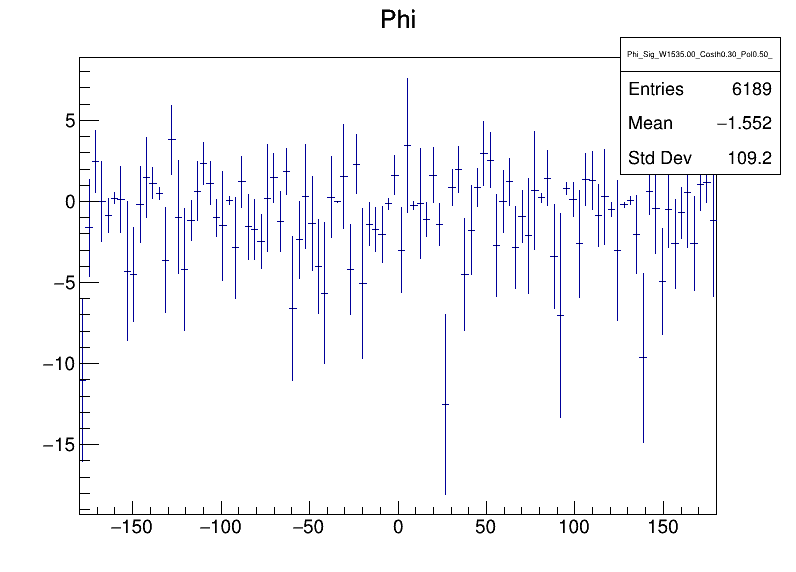 Phi
Phi_Sig_W1535.00_Costh0.30_Pol0.50_
Entries 6189
Mean −1.552
Std Dev 109.2
5
0
−5
−10
−15
−150 −100 −50 0 50 100 150